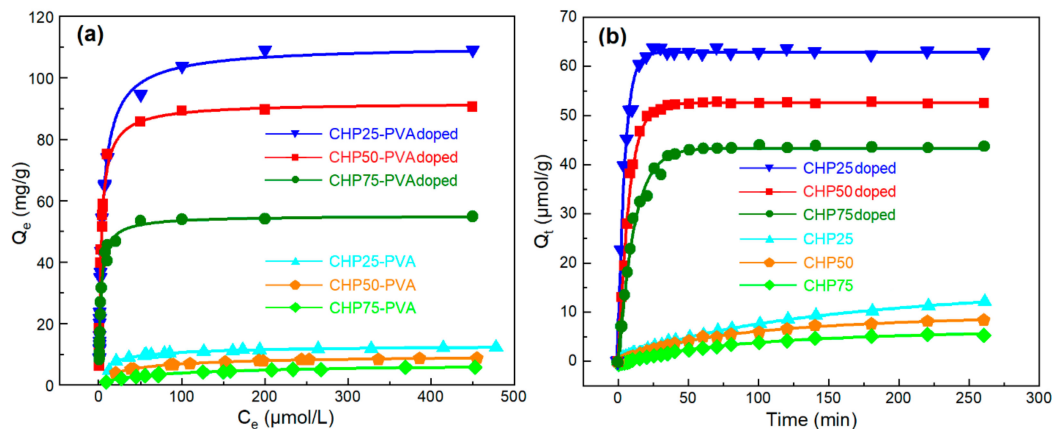 (a)
120
100
80
60
40
20
0
Qe (mg/g)
CHP25-PVAdoped
CHP50-PVAdoped
CHP75-PVAdoped
CHP25-PVA
CHP50-PVA
CHP75-PVA
0 100 200 300 400 500
Ce (μmol/L)
(b)
70
60
50
40
30
20
10
0
Qt (μmol/g)
CHP25doped
CHP50doped
CHP75doped
CHP25
CHP50
CHP75
0 50 100 150 200 250 300
Time (min)